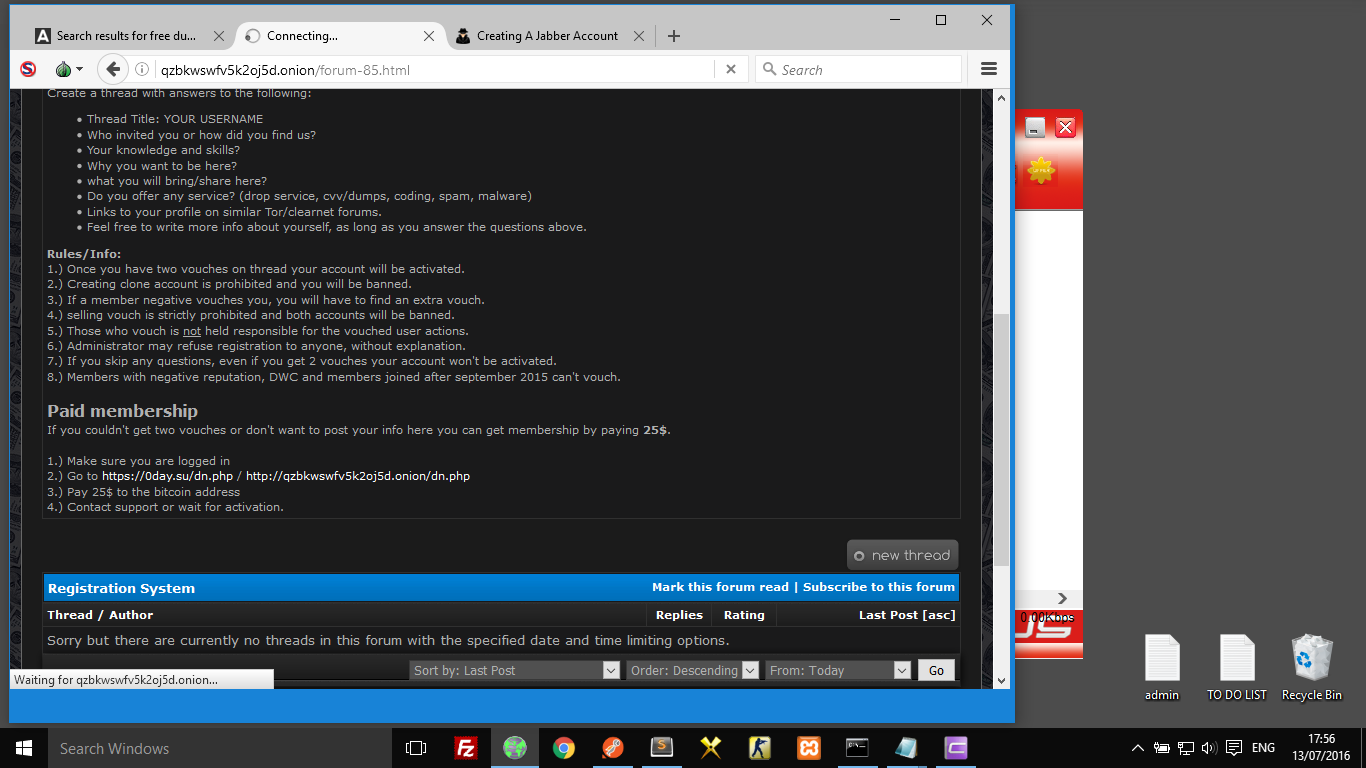 Search results for free du...
Connecting...
Creating A Jabber Account
qzbkwswfv5k2oj5d.onion/forum-85.html
Search
Create a thread with answers to the following:
Thread Title: YOUR USERNAME
Who invited you or how did you find us?
Your knowledge and skills?
Why you want to be here?
what you will bring/share here?
Do you offer any service? (drop service, cvv/dumps, coding, spam, malware)
Links to your profile on similar Tor/clearnet forums.
Feel free to write more info about yourself, as long as you answer the questions above.
Rules/Info:
1.) Once you have two vouches on thread your account will be activated.
2.) Creating clone account is prohibited and you will be banned.
3.) If a member negative vouches you, you will have to find an extra vouch.
4.) selling vouch is strictly prohibited and both accounts will be banned.
5.) Those who vouch is not held responsible for the vouched user actions.
6.) Administrator may refuse registration to anyone, without explanation.
7.) If you skip any questions, even if you get 2 vouches your account won't be activated.
8.) Members with negative reputation, DWC and members joined after september 2015 can't vouch.
Paid membership
If you couldn't get two vouches or don't want to post your info here you can get membership by paying 25$.
1.) Make sure you are logged in
2.) Go to https://0day.su/dn.php / http://qzbkwswfv5k2oj5d.onion/dn.php
3.) Pay 25$ to the bitcoin address
4.) Contact support or wait for activation.
new thread
Registration System
Mark this forum read | Subscribe to this forum
Thread / Author Replies Rating Last Post [asc]
Sorry but there are currently no threads in this forum with the specified date and time limiting options.
Sort by: Last Post Order: Descending From: Today Go
Waiting for qzbkwswfv5k2oj5d.onion...
0.00Kbps
admin
TO DO LIST
Recycle Bin
Search Windows
ENG
17:56
13/07/2016